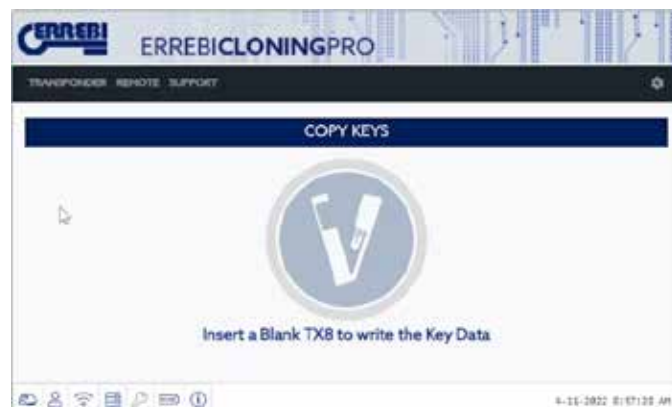 ERREBI
ERREBICLONINGPRO
TRANSPONDER REMOTE SUPPORT
COPY KEYS
Insert a Blank TX8 to write the Key Data